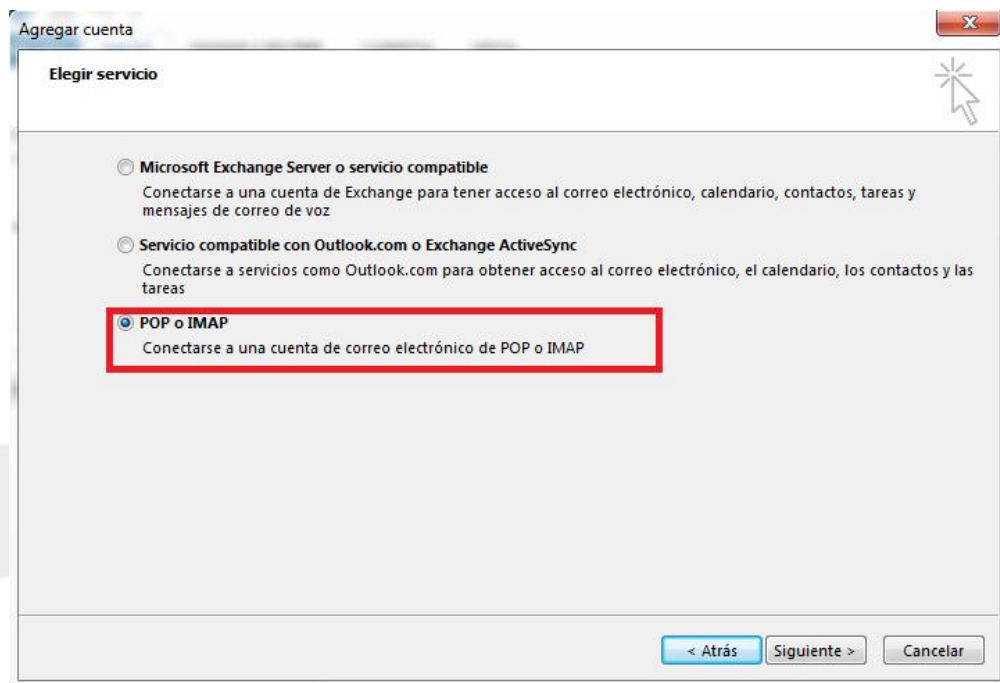 Agregar cuenta
Elegir servicio
Microsoft Exchange Server o servicio compatible
Conectarse a una cuenta de Exchange para tener acceso al correo electrónico, calendario, contactos, tareas y
mensajes de correo de voz
Servicio compatible con Outlook.com o Exchange ActiveSync
Conectarse a servicios como Outlook.com para obtener acceso al correo electrónico, el calendario, los contactos y las
tareas
POP o IMAP
Conectarse a una cuenta de correo electrónico de POP o IMAP
< Atrás Siguiente > Cancelar